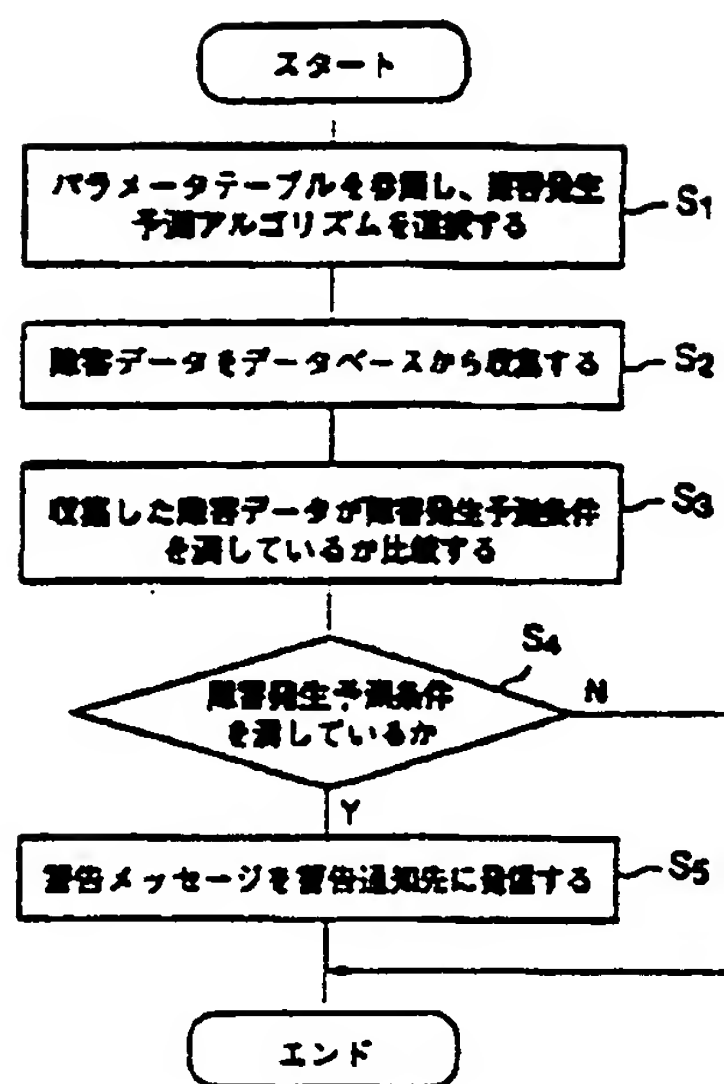 スタート
パラメータテーブルを参照し、障害発生
予測アルゴリズムを選択する
S1
障害データをデータベースから収集する
S2
収集した障害データが障害発生予測条件
を満しているか比較する
S3
S4
障害発生予測条件
を満しているか
N
Y
警告メッセージを警告通知先に発信する
S5
エンド